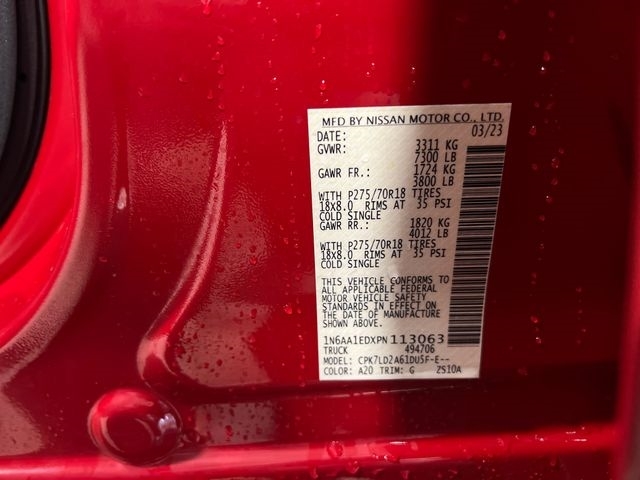 MFD BY NISSAN MOTOR CO., LTD.
DATE: 03/23
GVWR: 3311 KG
7300 LB
GAWR FR.: 1724 KG
3800 LB
WITH P275/70R18 TIRES
18x8.0 RIMS AT 35 PSI
COLD SINGLE
GAWR RR.: 1820 KG
4012 LB
WITH P275/70R18 TIRES
18x8.0 RIMS AT 35 PSI
COLD SINGLE
THIS VEHICLE CONFORMS TO
ALL APPLICABLE FEDERAL
MOTOR VEHICLE SAFETY
STANDARDS IN EFFECT ON
THE DATE OF MANUFACTURE
SHOWN ABOVE.
1N6AA1EDXPN113063
TRUCK 494706
MODEL: CPK7LD2A61DU5F-E--
COLOR: A20 TRIM: G ZS10A